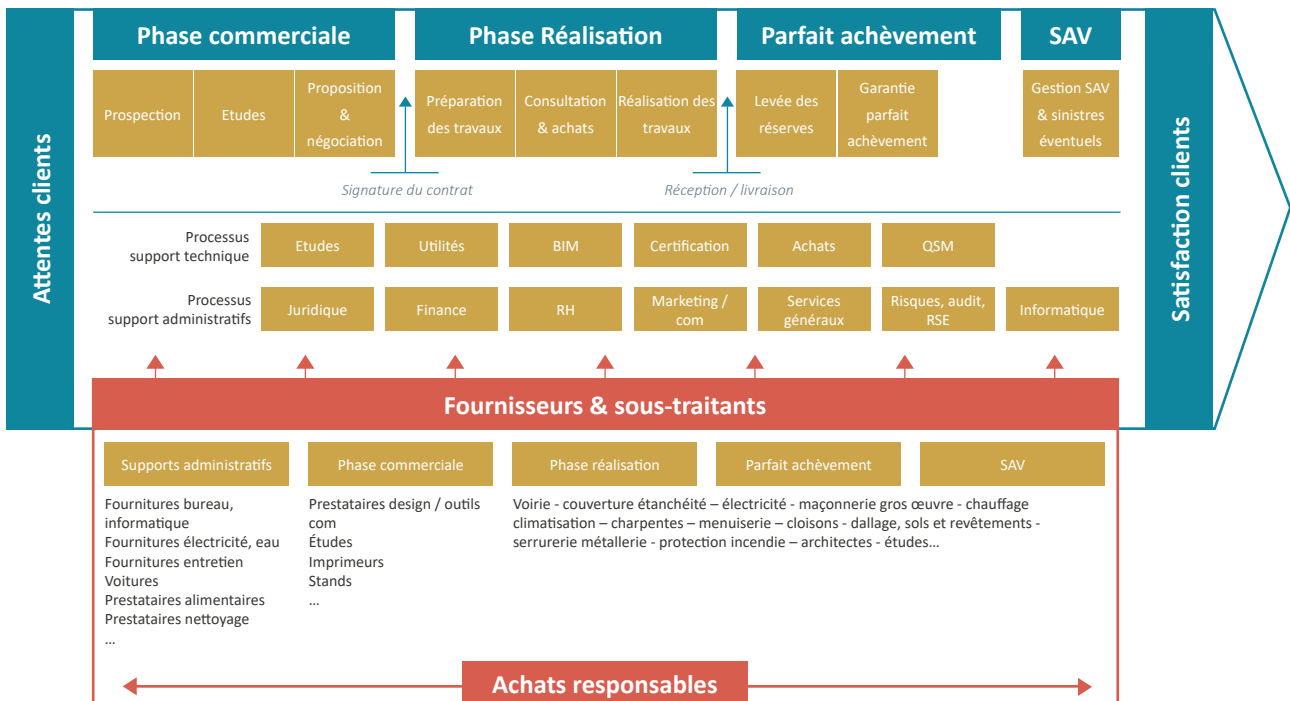 Attentes clients
Phase commerciale
Phase Réalisation
Parfait achèvement
SAV
Prospection
Etudes
Proposition
&
négociation
Préparation
des travaux
Consultation
& achats
Réalisation des
travaux
Levée des
réserves
Garantie
parfait
achèvement
Gestion SAV
& sinistres
éventuels
Signature du contrat
Réception / livraison
Processus
support technique
Etudes
Utilités
BIM
Certification
Achats
QSM
Processus
support administratifs
Juridique
Finance
RH
Marketing /
com
Services
généraux
Risques, audit,
RSE
Informatique
Satisfaction clients
Fournisseurs & sous-traitants
Supports administratifs
Phase commerciale
Phase réalisation
Parfait achèvement
SAV
Fournitures bureau,
informatique
Fournitures électricité, eau
Fournitures entretien
Voitures
Prestataires alimentaires
Prestataires nettoyage
…
Prestataires design / outils
com
Études
Imprimeurs
Stands
…
Voirie - couverture étanchéité – électricité - maçonnerie gros œuvre - chauffage
climatisation – charpentes – menuiserie – cloisons - dallage, sols et revêtements -
serrurerie métallerie - protection incendie – architectes - études…
Achats responsables